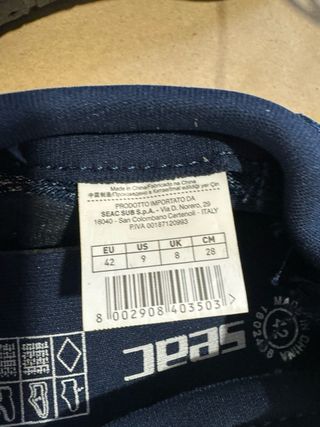 Made in China/Fabricado na China
PRODOTTO IMPORTATO DA
SEAC SUB S.p.A. - Via D. Norero, 29
16040 - San Colombano Certenoli - ITALY
P.IVA 00187120993
EU US UK CM
42 9 8 28
8 002908 403503 >
seac
42